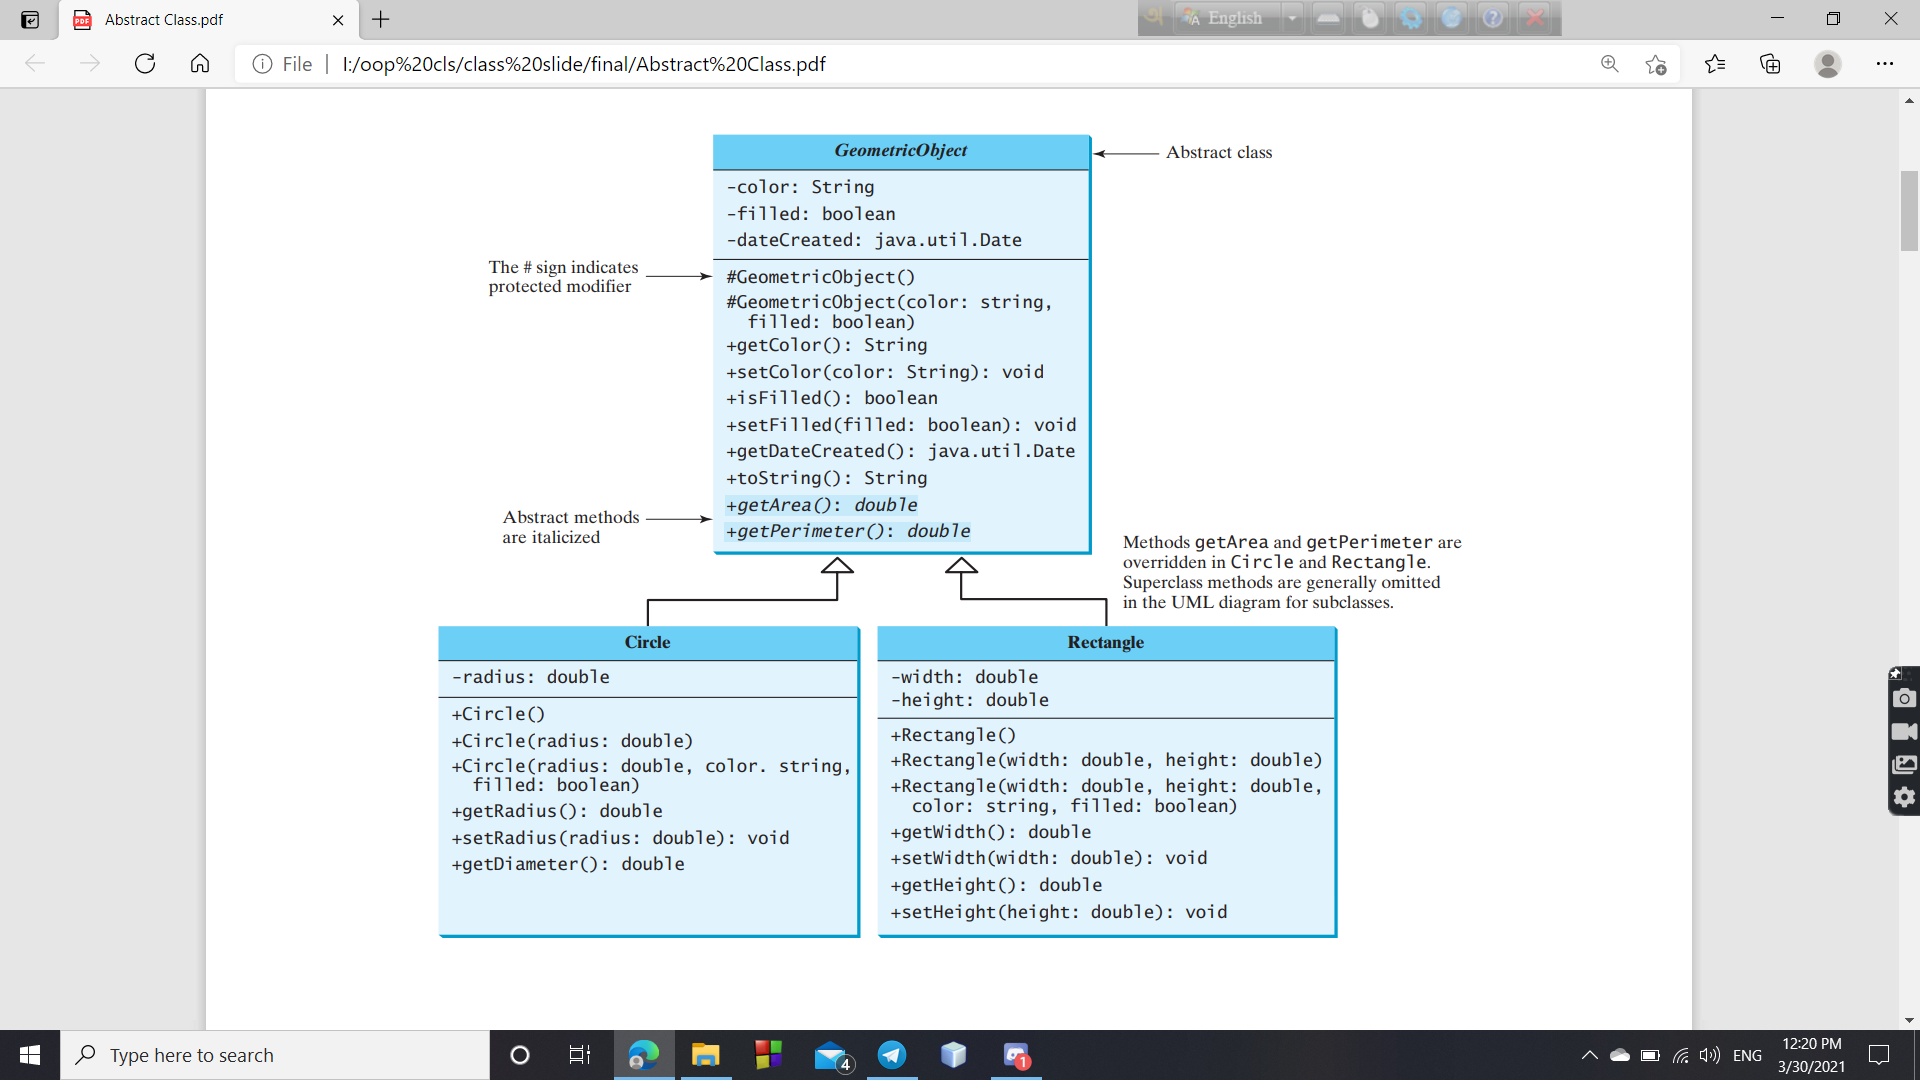 Abstract Class.pdf
English
File
I:/oop%20cls/class%20slide/final/Abstract%20Class.pdf
GeometricObject
Abstract class
-color: String
-filled: boolean
-dateCreated: java.util.Date
The # sign indicates
protected modifier
#GeometricObject()
#GeometricObject(color: string,
filled: boolean)
+getColor(): String
+setColor(color: String): void
+isFilled(): boolean
+setFilled(filled: boolean): void
+getDateCreated(): java.util.Date
+toString(): String
+getArea(): double
+getPerimeter(): double
Abstract methods
are italicized
Methods getArea and getPerimeter are
overridden in Circle and Rectangle.
Superclass methods are generally omitted
in the UML diagram for subclasses.
Circle
-radius: double
+Circle()
+Circle(radius: double)
+Circle(radius: double, color. string,
filled: boolean)
+getRadius(): double
+setRadius(radius: double): void
+getDiameter(): double
Rectangle
-width: double
-height: double
+Rectangle()
+Rectangle(width: double, height: double)
+Rectangle(width: double, height: double,
color: string, filled: boolean)
+getWidth(): double
+setWidth(width: double): void
+getHeight(): double
+setHeight(height: double): void
Type here to search
4
1
ENG
12:20 PM
3/30/2021